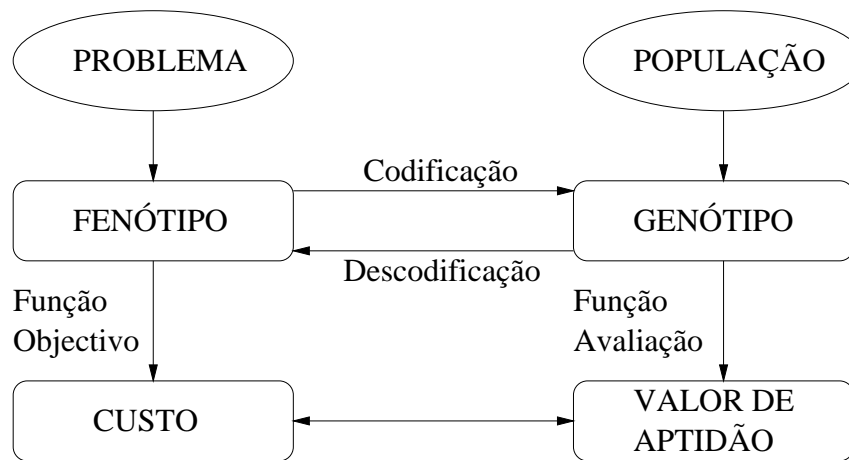 PROBLEMA
POPULAÇÃO
Codificação
FENÓTIPO
GENÓTIPO
Descodificação
Função
Objectivo
Função
Avaliação
CUSTO
VALOR DE
APTIDÃO